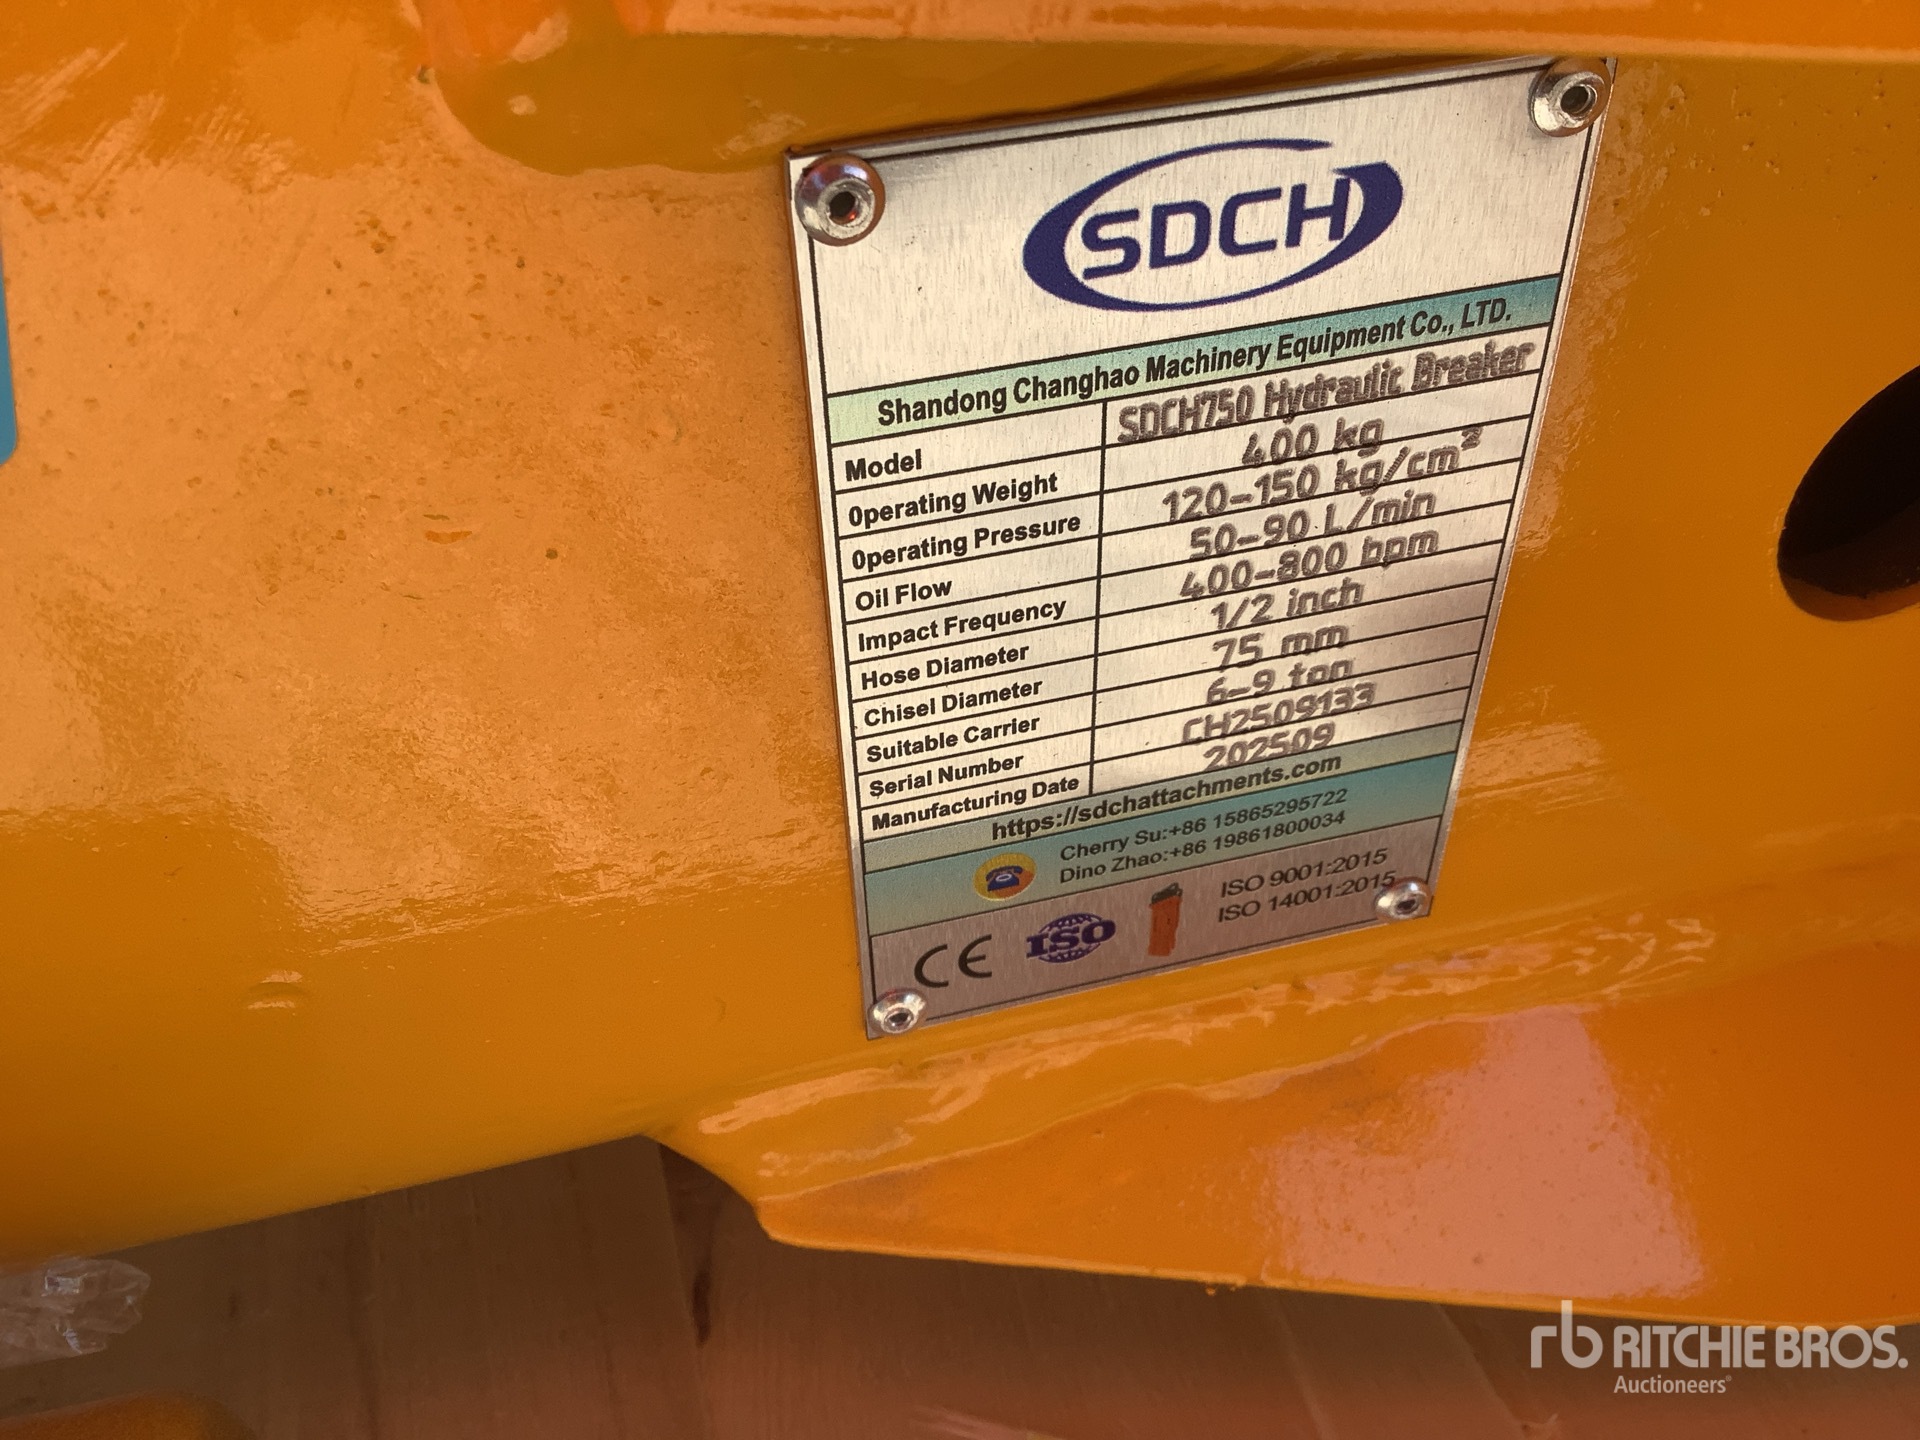 SDCH
Shandong Changhao Machinery Equipment Co., LTD.
Model SDCH750 Hydraulic Breaker
Operating Weight 400 kg
Operating Pressure 120-150 kg/cm²
Oil Flow 50-90 L/min
Impact Frequency 400-800 bpm
Hose Diameter 1/2 inch
Chisel Diameter 75 mm
Suitable Carrier 6-9 ton
Serial Number CH2509133
Manufacturing Date 202509
https://sdchattachments.com
Cherry Su:+86 15865295722
Dino Zhao:+86 19861800034
CE ISO
ISO 9001:2015
ISO 14001:2015
rb RITCHIE BROS.
Auctioneers